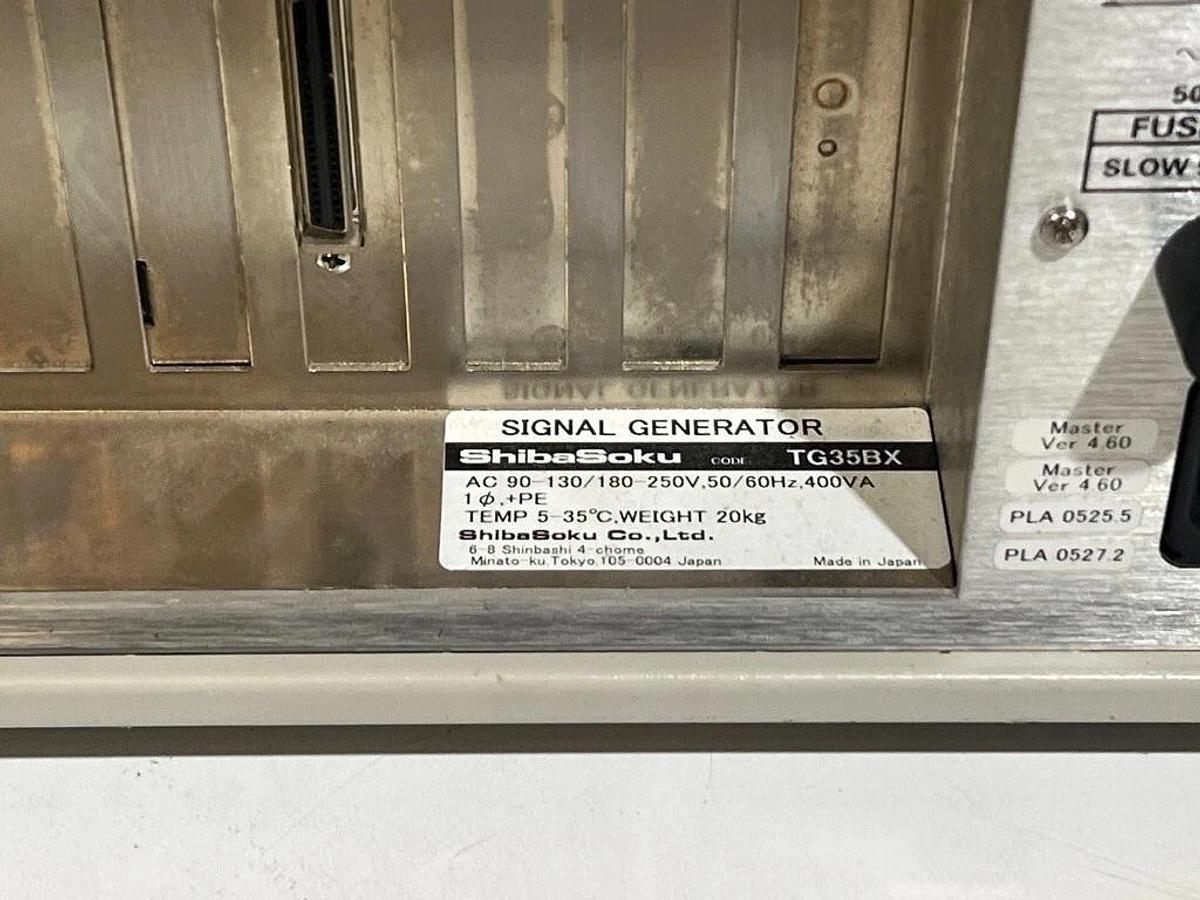 SIGNAL GENERATOR
ShibaSoku CODE TG35BX
AC 90-130/180-250V,50/60Hz,400VA
1ϕ,+PE
TEMP 5-35℃,WEIGHT 20kg
ShibaSoku Co.,Ltd.
6-8 Shinbashi 4-chome
Minato-ku,Tokyo,105-0004 Japan Made in Japan
~
50
FUS
SLOW
Master
Ver 4.60
Master
Ver 4.60
PLA 0525.5
PLA 0527.2